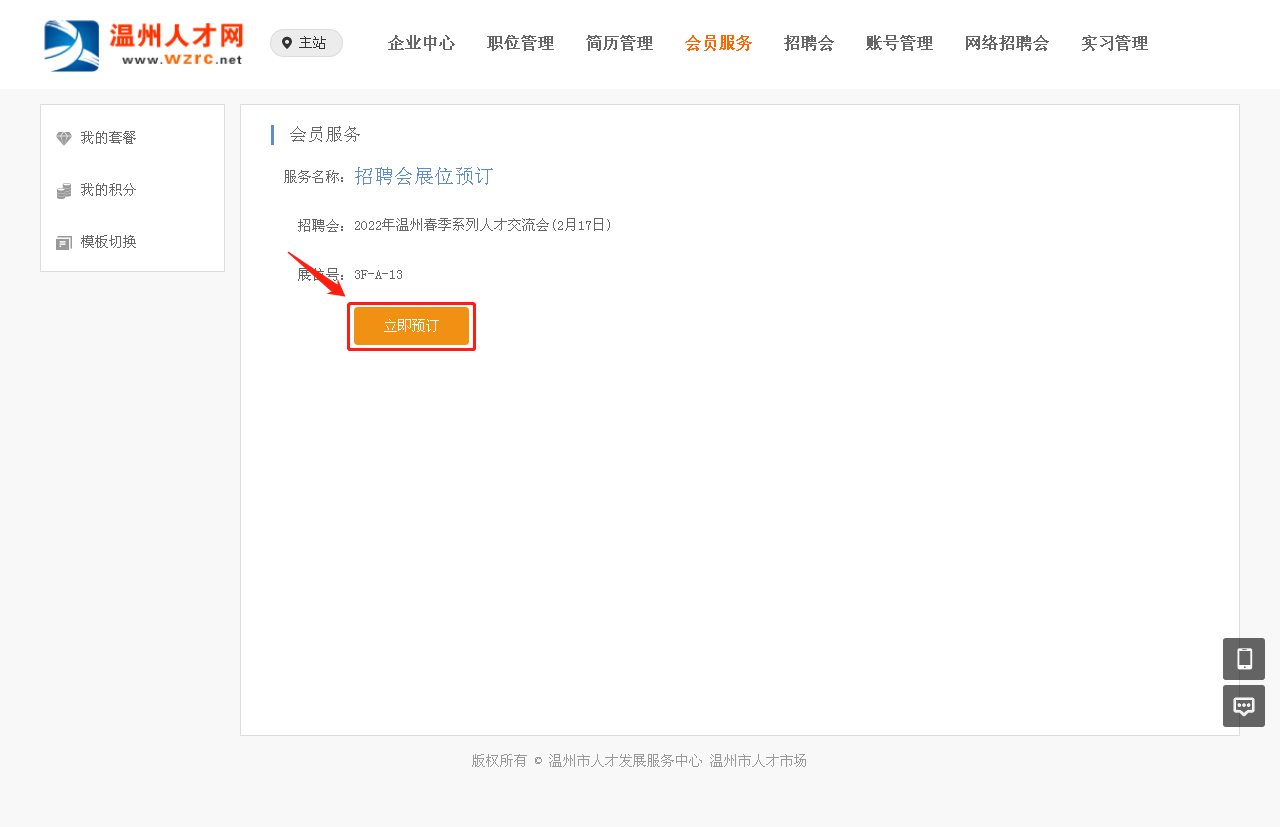 温州人才网
www.wzrc.net
主站
企业中心 职位管理 简历管理 会员服务 招聘会 账号管理 网络招聘会 实习管理
我的套餐
我的积分
模板切换
会员服务
服务名称: 招聘会展位预订
招聘会: 2022年温州春季系列人才交流会(2月17日)
展位号: 3F-A-13
立即预订
版权所有 © 温州市人才发展服务中心 温州市人才市场